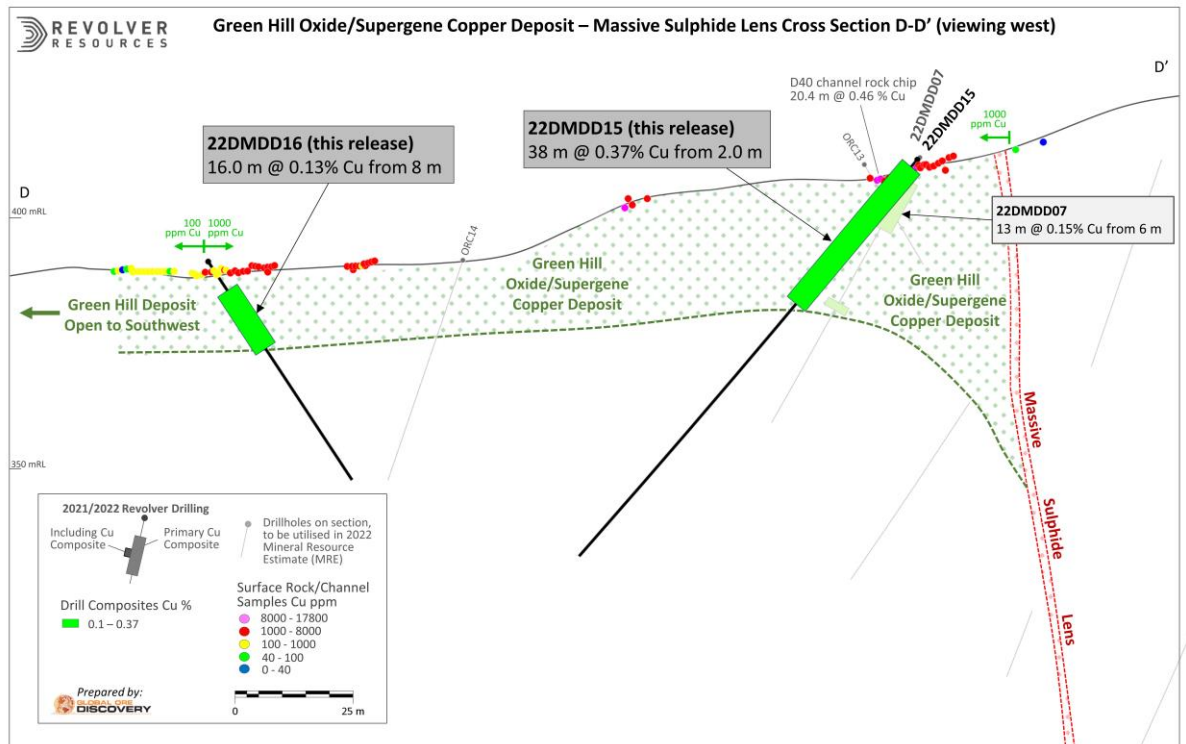 REVOLVER
RESOURCES
Green Hill Oxide/Supergene Copper Deposit – Massive Sulphide Lens Cross Section D-D' (viewing west)
D'
D40 channel rock chip
20.4 m @ 0.46 % Cu
22DMDD07
22DMDD15
1000
ppm Cu
22DMDD16 (this release)
16.0 m @ 0.13% Cu from 8 m
22DMDD15 (this release)
38 m @ 0.37% Cu from 2.0 m
ORC13
D
400 mRL
100
ppm Cu
1000
ppm Cu
ORC14
22DMDD07
13 m @ 0.15% Cu from 6 m
Green Hill Deposit
Open to Southwest
Green Hill
Oxide/Supergene
Copper Deposit
Green Hill
Oxide/Supergene
Copper Deposit
Massive
Sulphide
Lens
350 mRL
2021/2022 Revolver Drilling
Including Cu
Composite
Primary Cu
Composite
Drillholes on section,
to be utilised in 2022
Mineral Resource
Estimate (MRE)
Drill Composites Cu %
0.1 – 0.37
Surface Rock/Channel
Samples Cu ppm
8000 - 17800
1000 - 8000
100 - 1000
40 - 100
0 - 40
Prepared by:
GLOBAL ORE
DISCOVERY
0
25 m